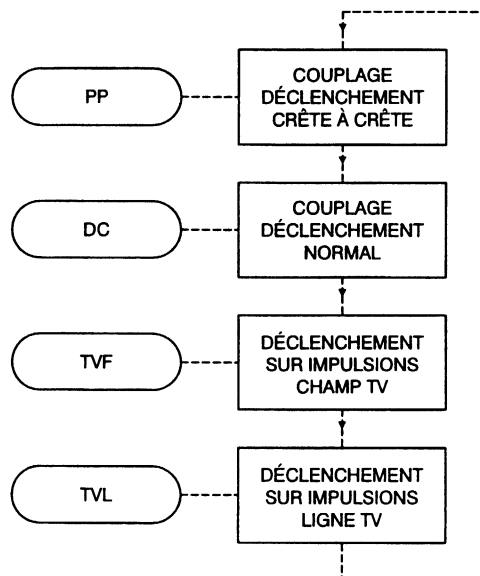 PP
COUPLAGE
DÉCLENCHEMENT
CRÊTE À CRÊTE
DC
COUPLAGE
DÉCLENCHEMENT
NORMAL
TVF
DÉCLENCHEMENT
SUR IMPULSIONS
CHAMP TV
TVL
DÉCLENCHEMENT
SUR IMPULSIONS
LIGNE TV